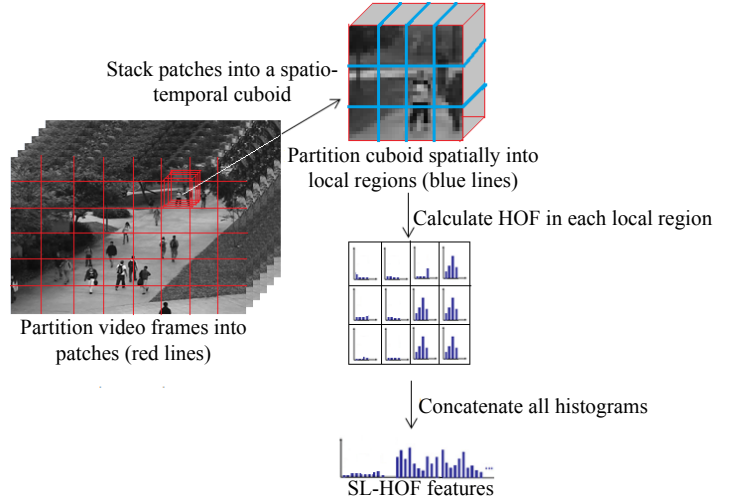 Stack patches into a spatio-
temporal cuboid
Partition cuboid spatially into
local regions (blue lines)
Calculate HOF in each local region
Partition video frames into
patches (red lines)
Concatenate all histograms
...
SL-HOF features